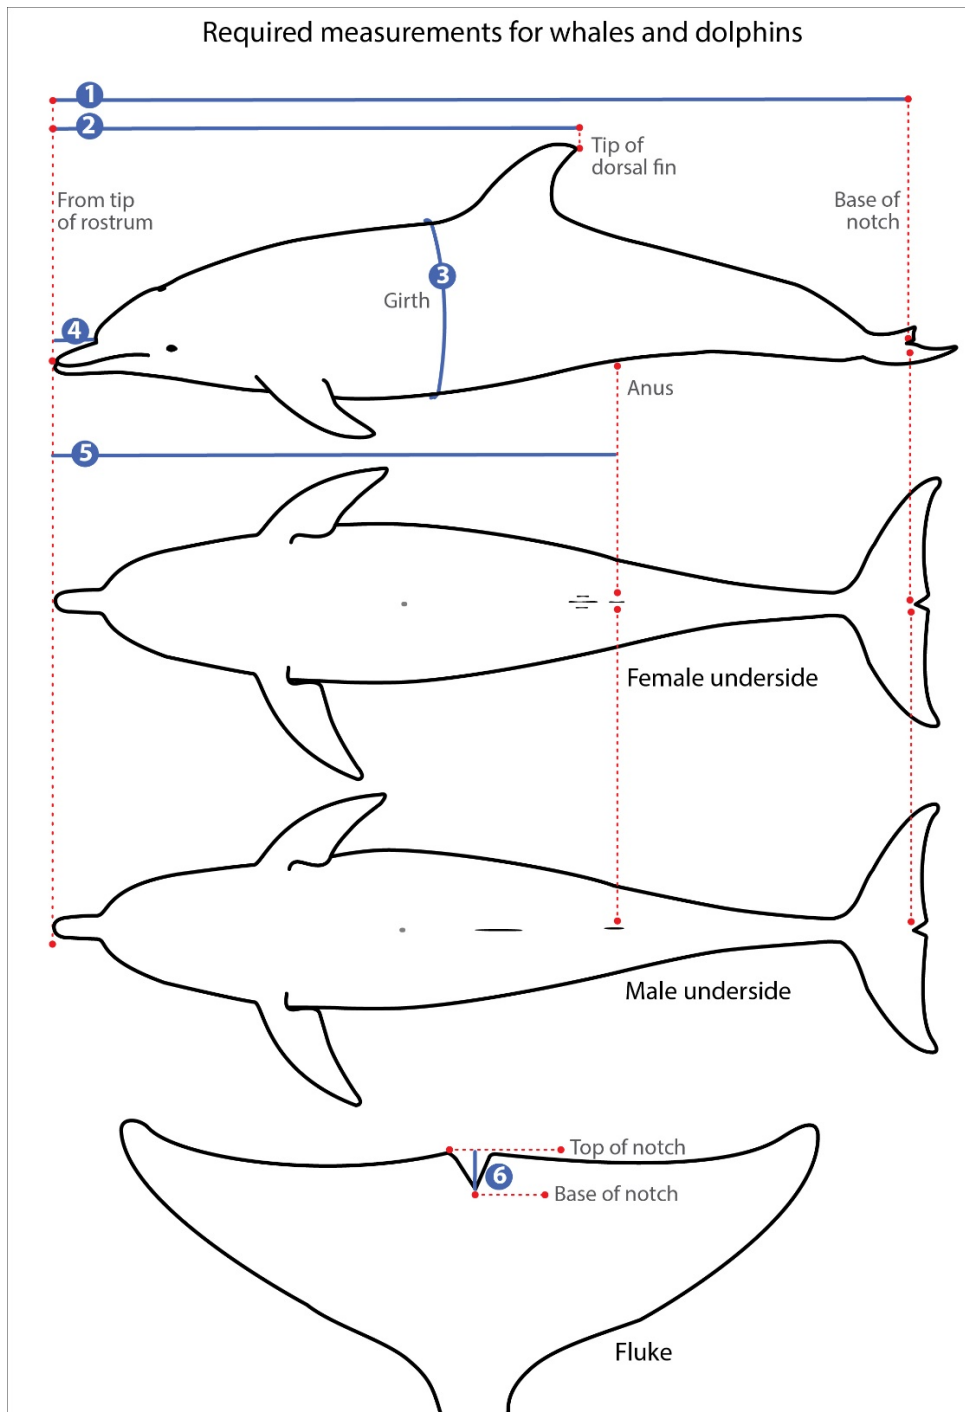 Required measurements for whales and dolphins
1
2
Tip of
dorsal fin
From tip
of rostrum
Base of
notch
3
Girth
4
Anus
5
Female underside
Male underside
Top of notch
6
Base of notch
Fluke